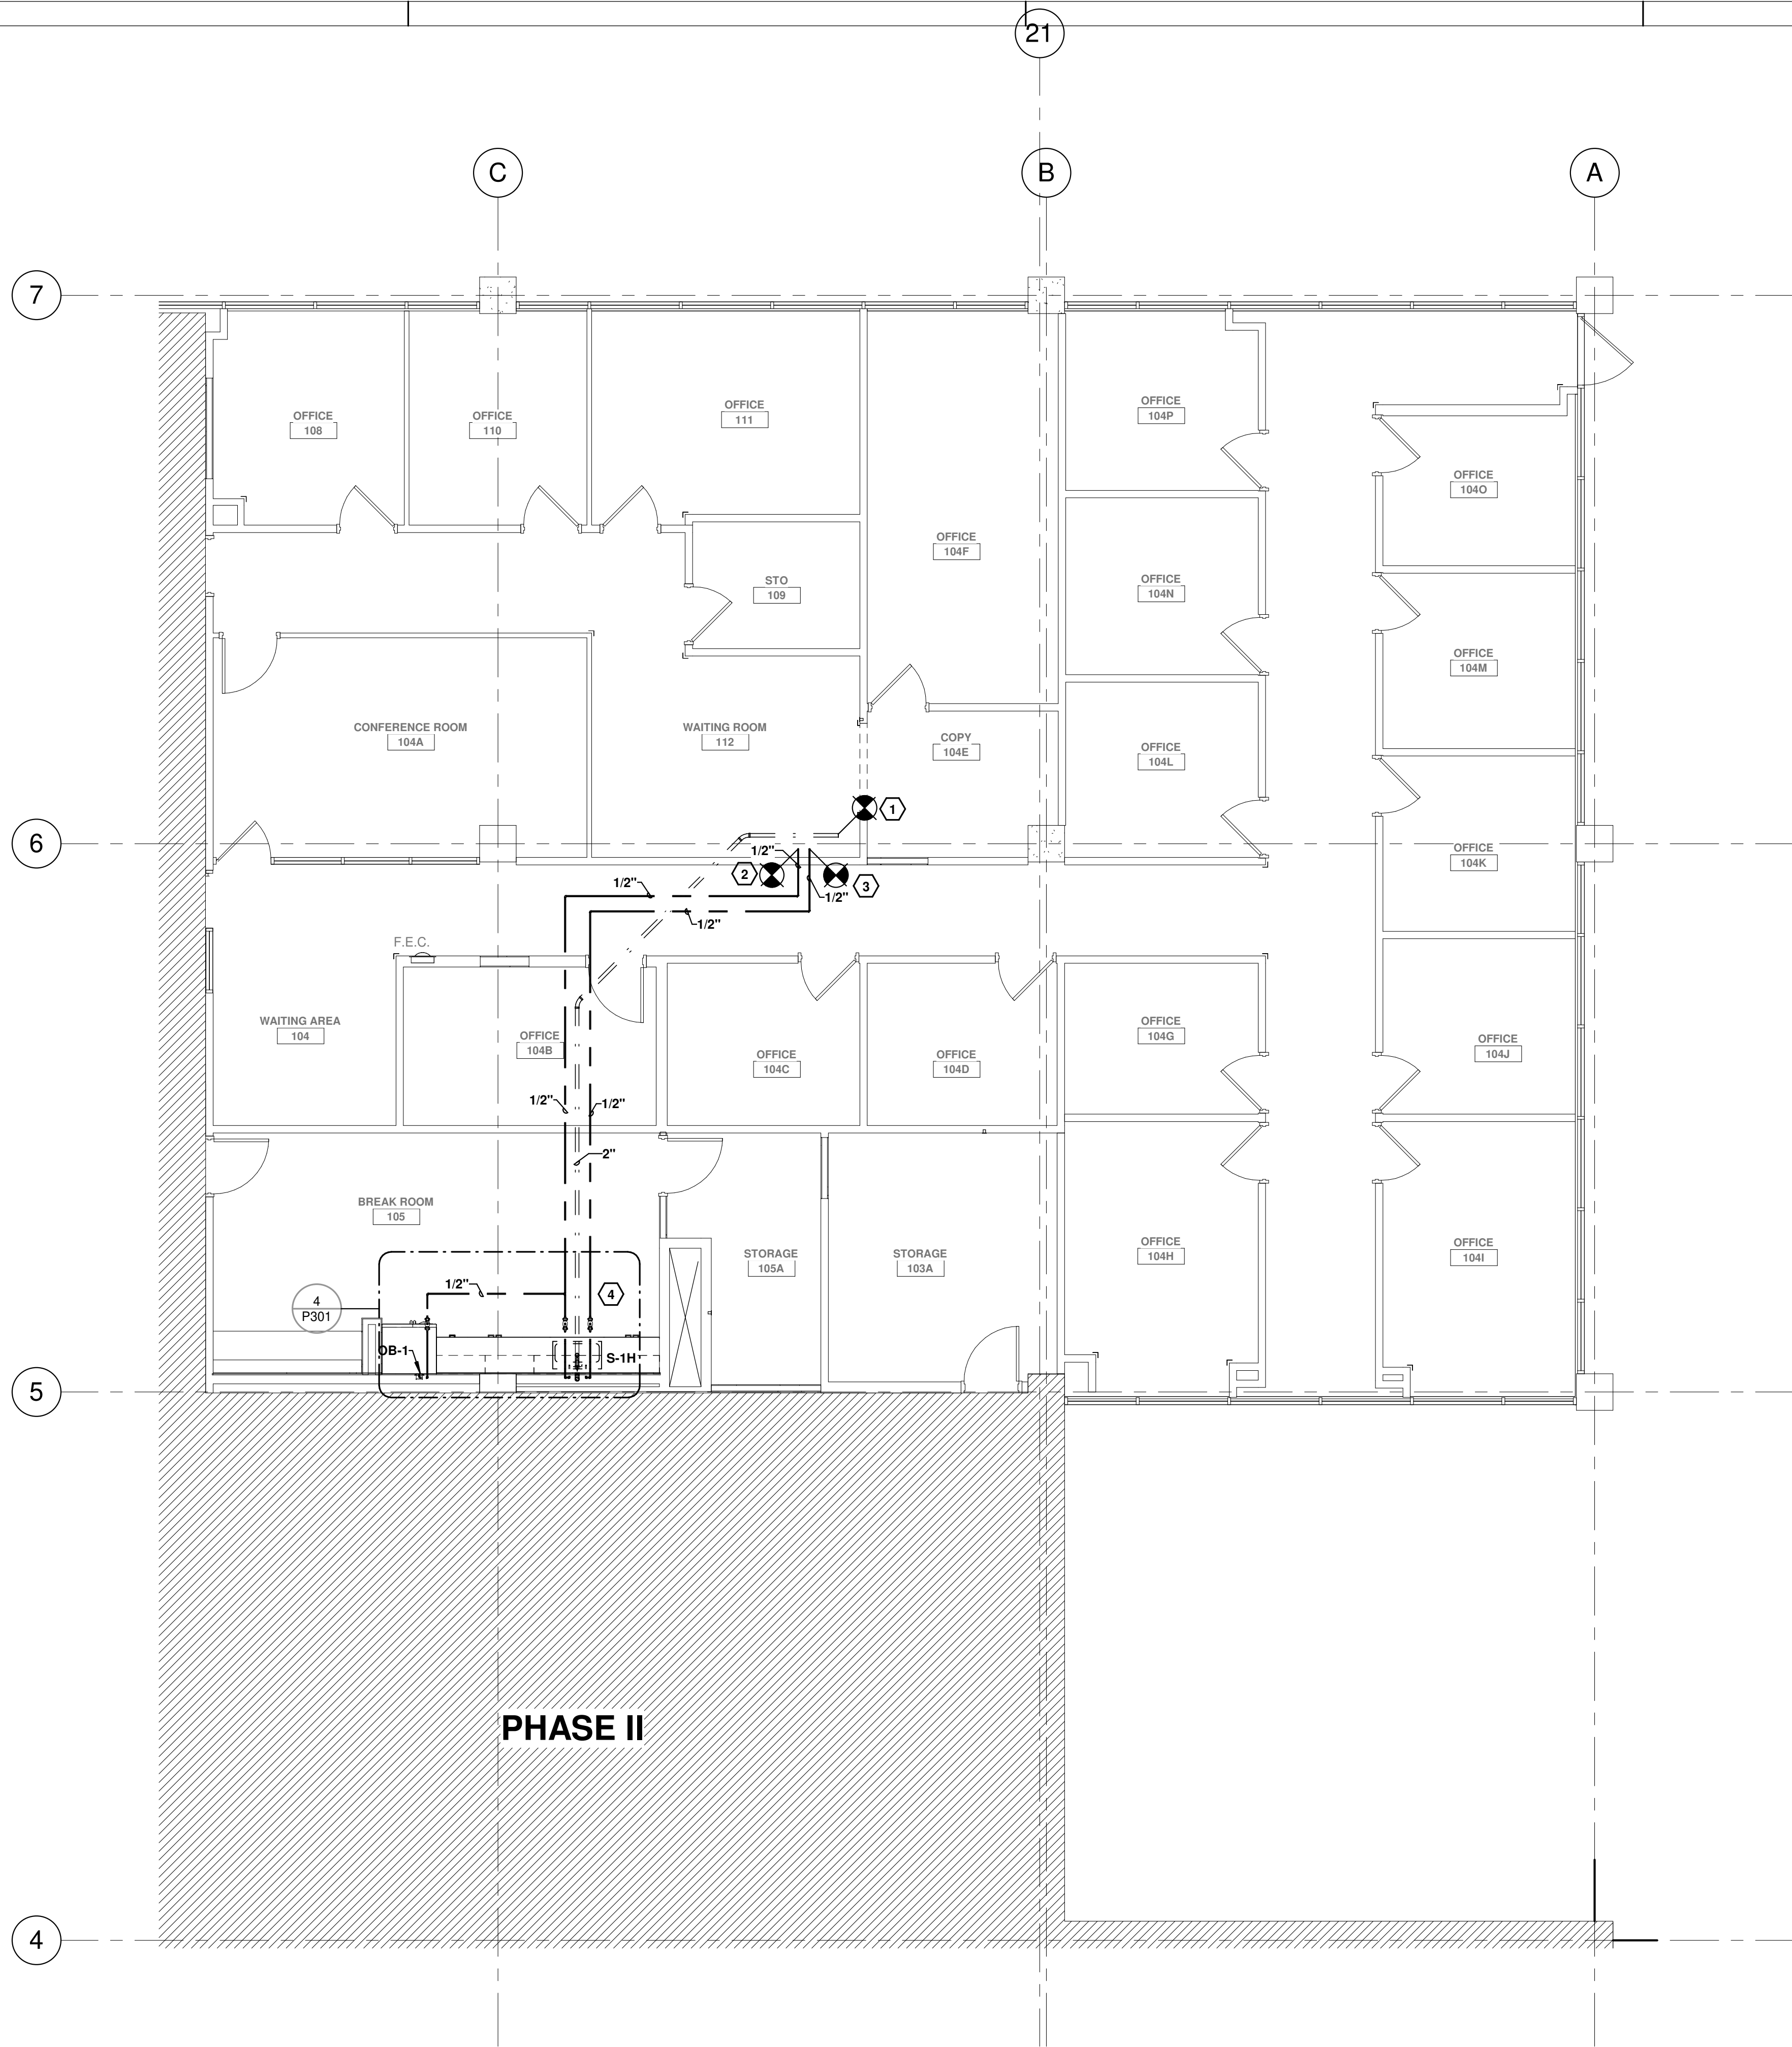 21
C
B
A
7
OFFICE
108
OFFICE
110
OFFICE
111
OFFICE
104P
OFFICE
104O
OFFICE
104F
STO
109
OFFICE
104N
OFFICE
104M
CONFERENCE ROOM
104A
WAITING ROOM
112
COPY
104E
OFFICE
104L
1
6
1/2"
2
3
1/2"
1/2"
1/2"
OFFICE
104K
F.E.C.
WAITING AREA
104
OFFICE
104B
OFFICE
104C
OFFICE
104D
OFFICE
104G
OFFICE
104J
1/2"
1/2"
2"
BREAK ROOM
105
STORAGE
105A
STORAGE
103A
OFFICE
104H
OFFICE
104I
1/2"
4
4
P301
OB-1
S-1H
5
PHASE II
4